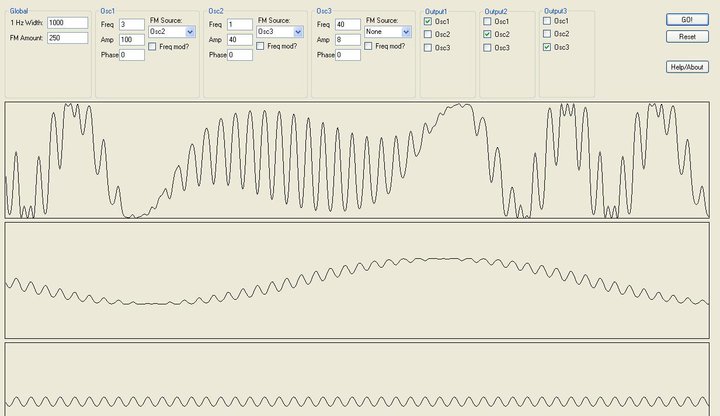 Global
1 Hz Width: 1000
FM Amount: 250
Osc1
Freq 3
Amp 100
Phase 0
FM Source:
Osc2
Freq mod?
Osc2
Freq 1
Amp 40
Phase 0
FM Source:
Osc3
Freq mod?
Osc3
Freq 40
Amp 8
Phase 0
FM Source:
None
Freq mod?
Output1
Osc1
Osc2
Osc3
Output2
Osc1
Osc2
Osc3
Output3
Osc1
Osc2
Osc3
GO!
Reset
Help/About